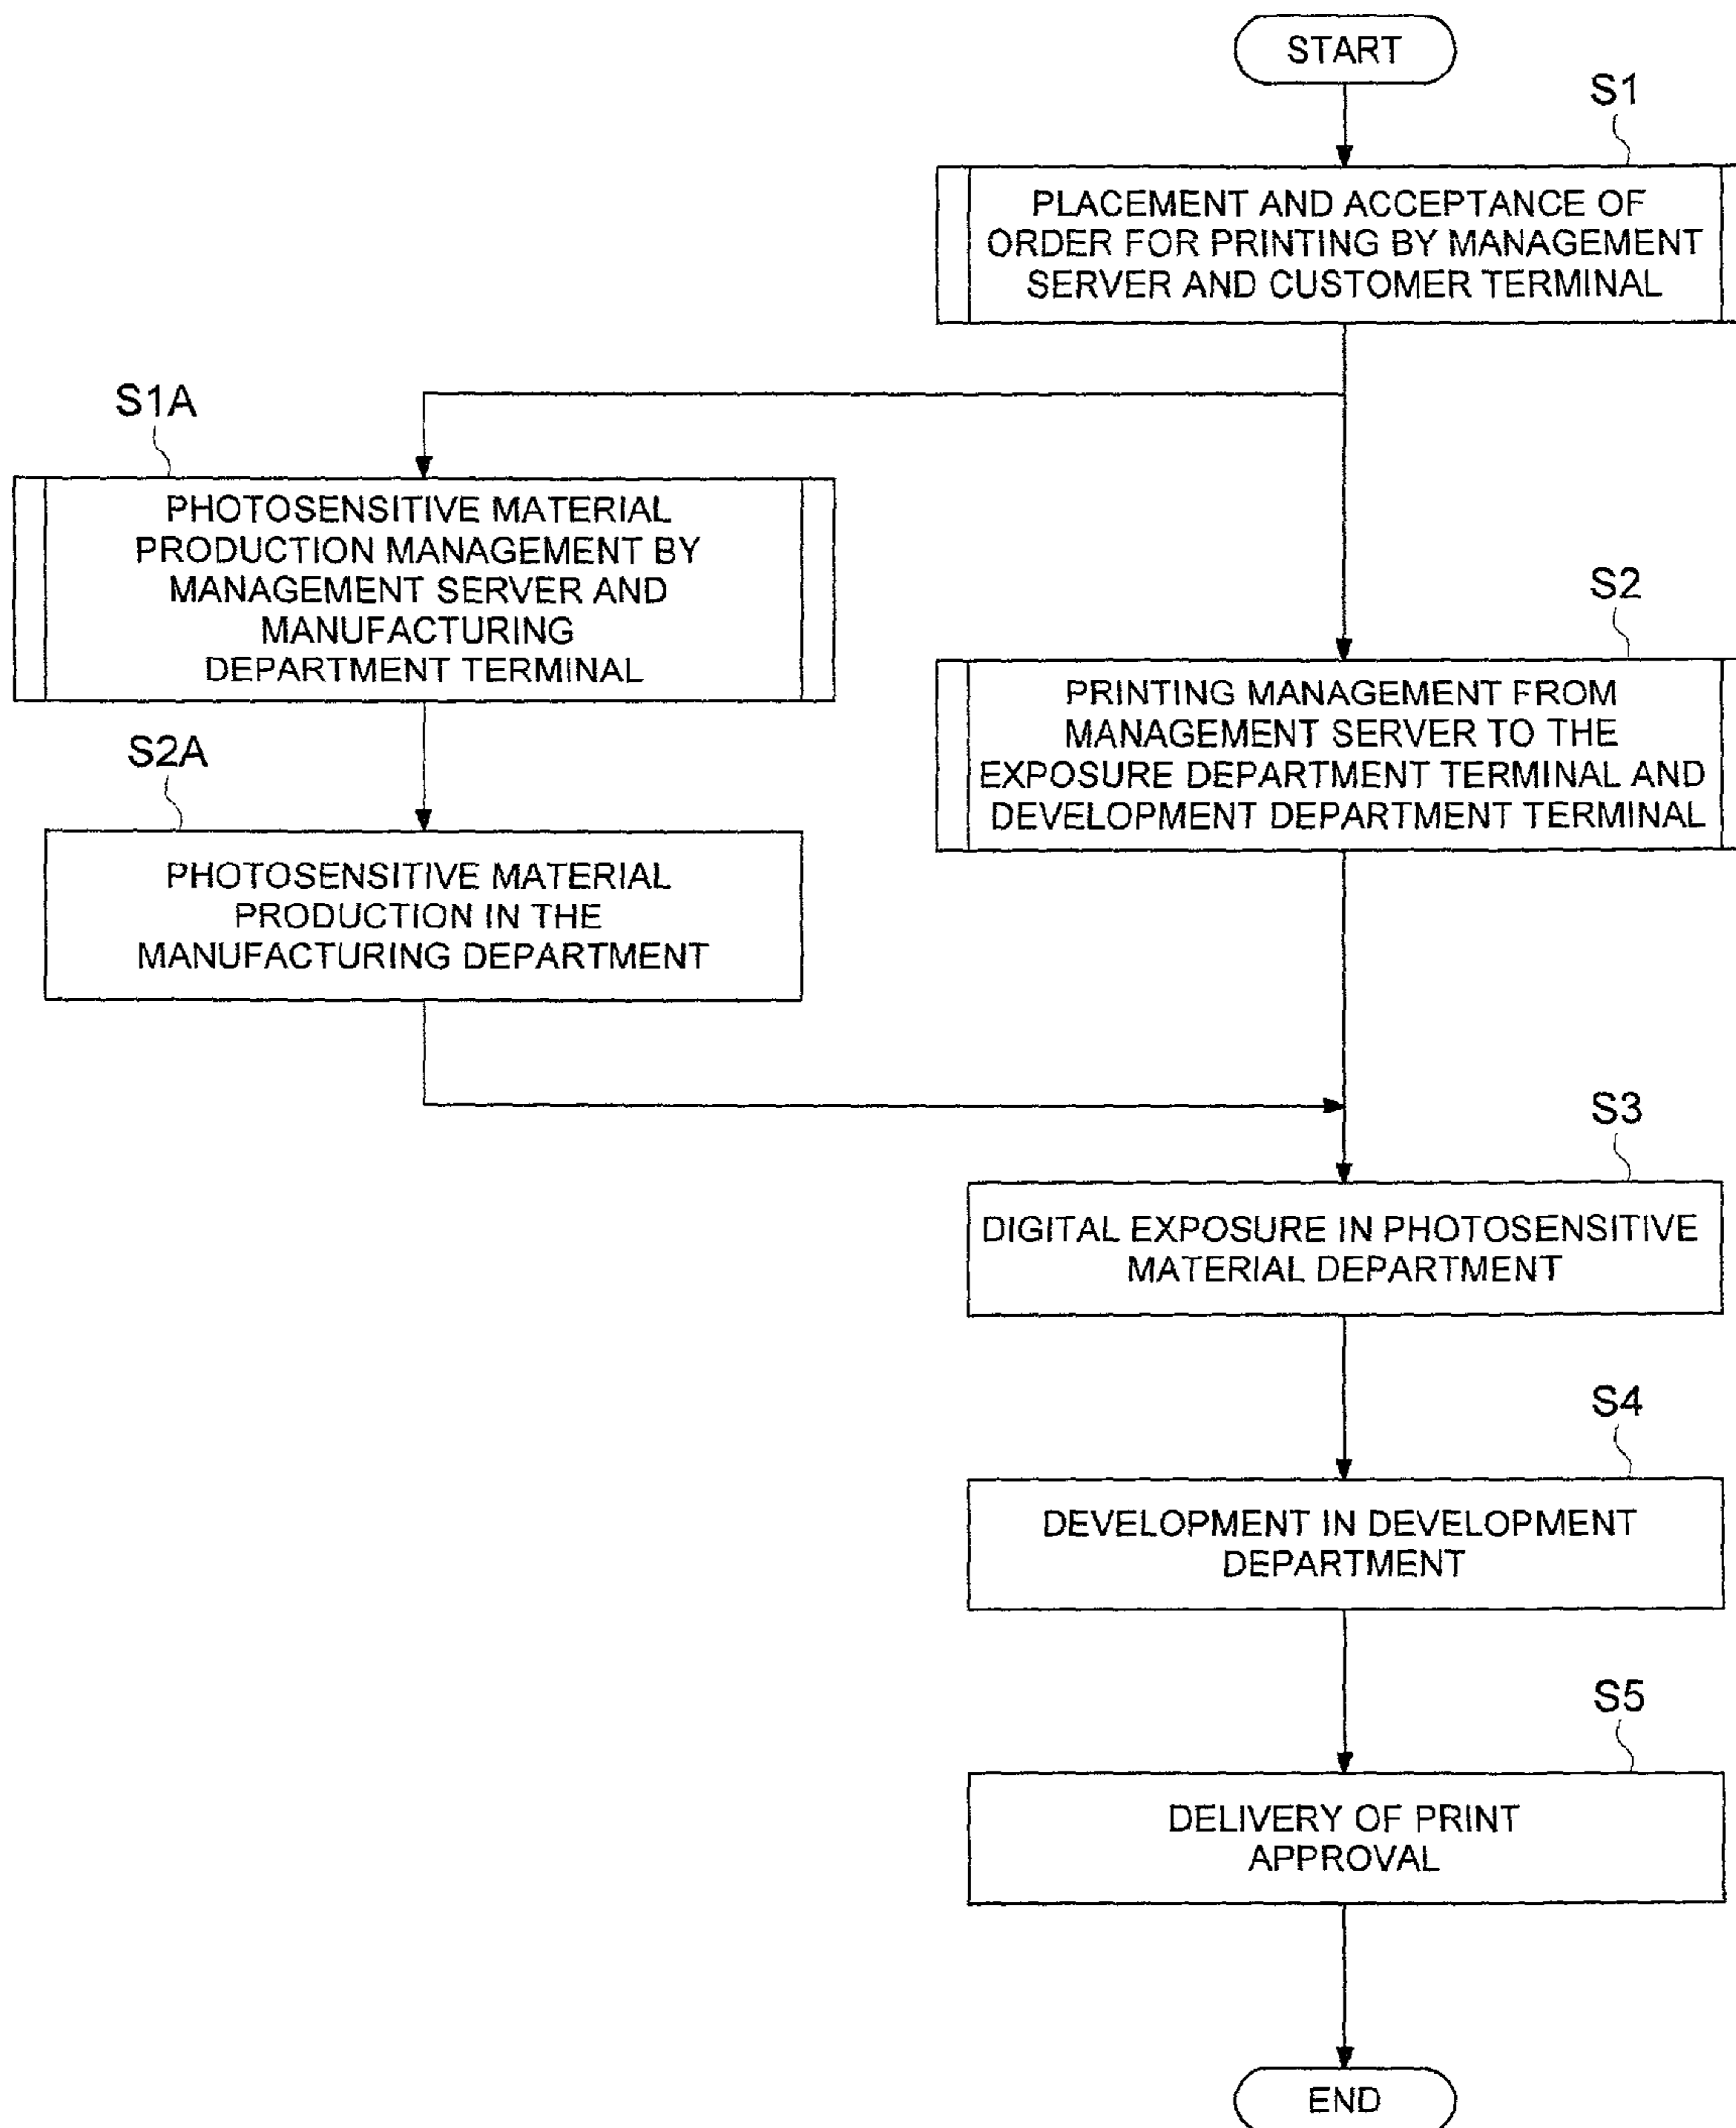 START
S1
PLACEMENT AND ACCEPTANCE OF
ORDER FOR PRINTING BY MANAGEMENT
SERVER AND CUSTOMER TERMINAL
S1A
PHOTOSENSITIVE MATERIAL
PRODUCTION MANAGEMENT BY
MANAGEMENT SERVER AND
MANUFACTURING
DEPARTMENT TERMINAL
S2
PRINTING MANAGEMENT FROM
MANAGEMENT SERVER TO THE
EXPOSURE DEPARTMENT TERMINAL AND
DEVELOPMENT DEPARTMENT TERMINAL
S2A
PHOTOSENSITIVE MATERIAL
PRODUCTION IN THE
MANUFACTURING DEPARTMENT
S3
DIGITAL EXPOSURE IN PHOTOSENSITIVE
MATERIAL DEPARTMENT
S4
DEVELOPMENT IN DEVELOPMENT
DEPARTMENT
S5
DELIVERY OF PRINT
APPROVAL
END